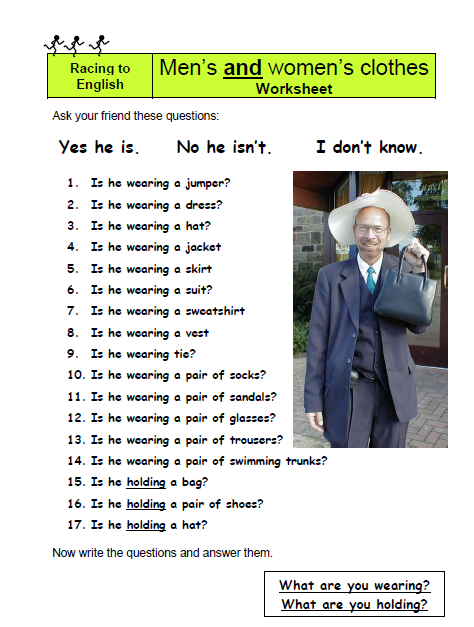 Racing to
English
Men's and women's clothes
Worksheet
Ask your friend these questions:
Yes he is. No he isn't. I don't know.
1. Is he wearing a jumper?
2. Is he wearing a dress?
3. Is he wearing a hat?
4. Is he wearing a jacket
5. Is he wearing a skirt
6. Is he wearing a suit?
7. Is he wearing a sweatshirt
8. Is he wearing a vest
9. Is he wearing tie?
10. Is he wearing a pair of socks?
11. Is he wearing a pair of sandals?
12. Is he wearing a pair of glasses?
13. Is he wearing a pair of trousers?
14. Is he wearing a pair of swimming trunks?
15. Is he holding a bag?
16. Is he holding a pair of shoes?
17. Is he holding a hat?
Now write the questions and answer them.
What are you wearing?
What are you holding?